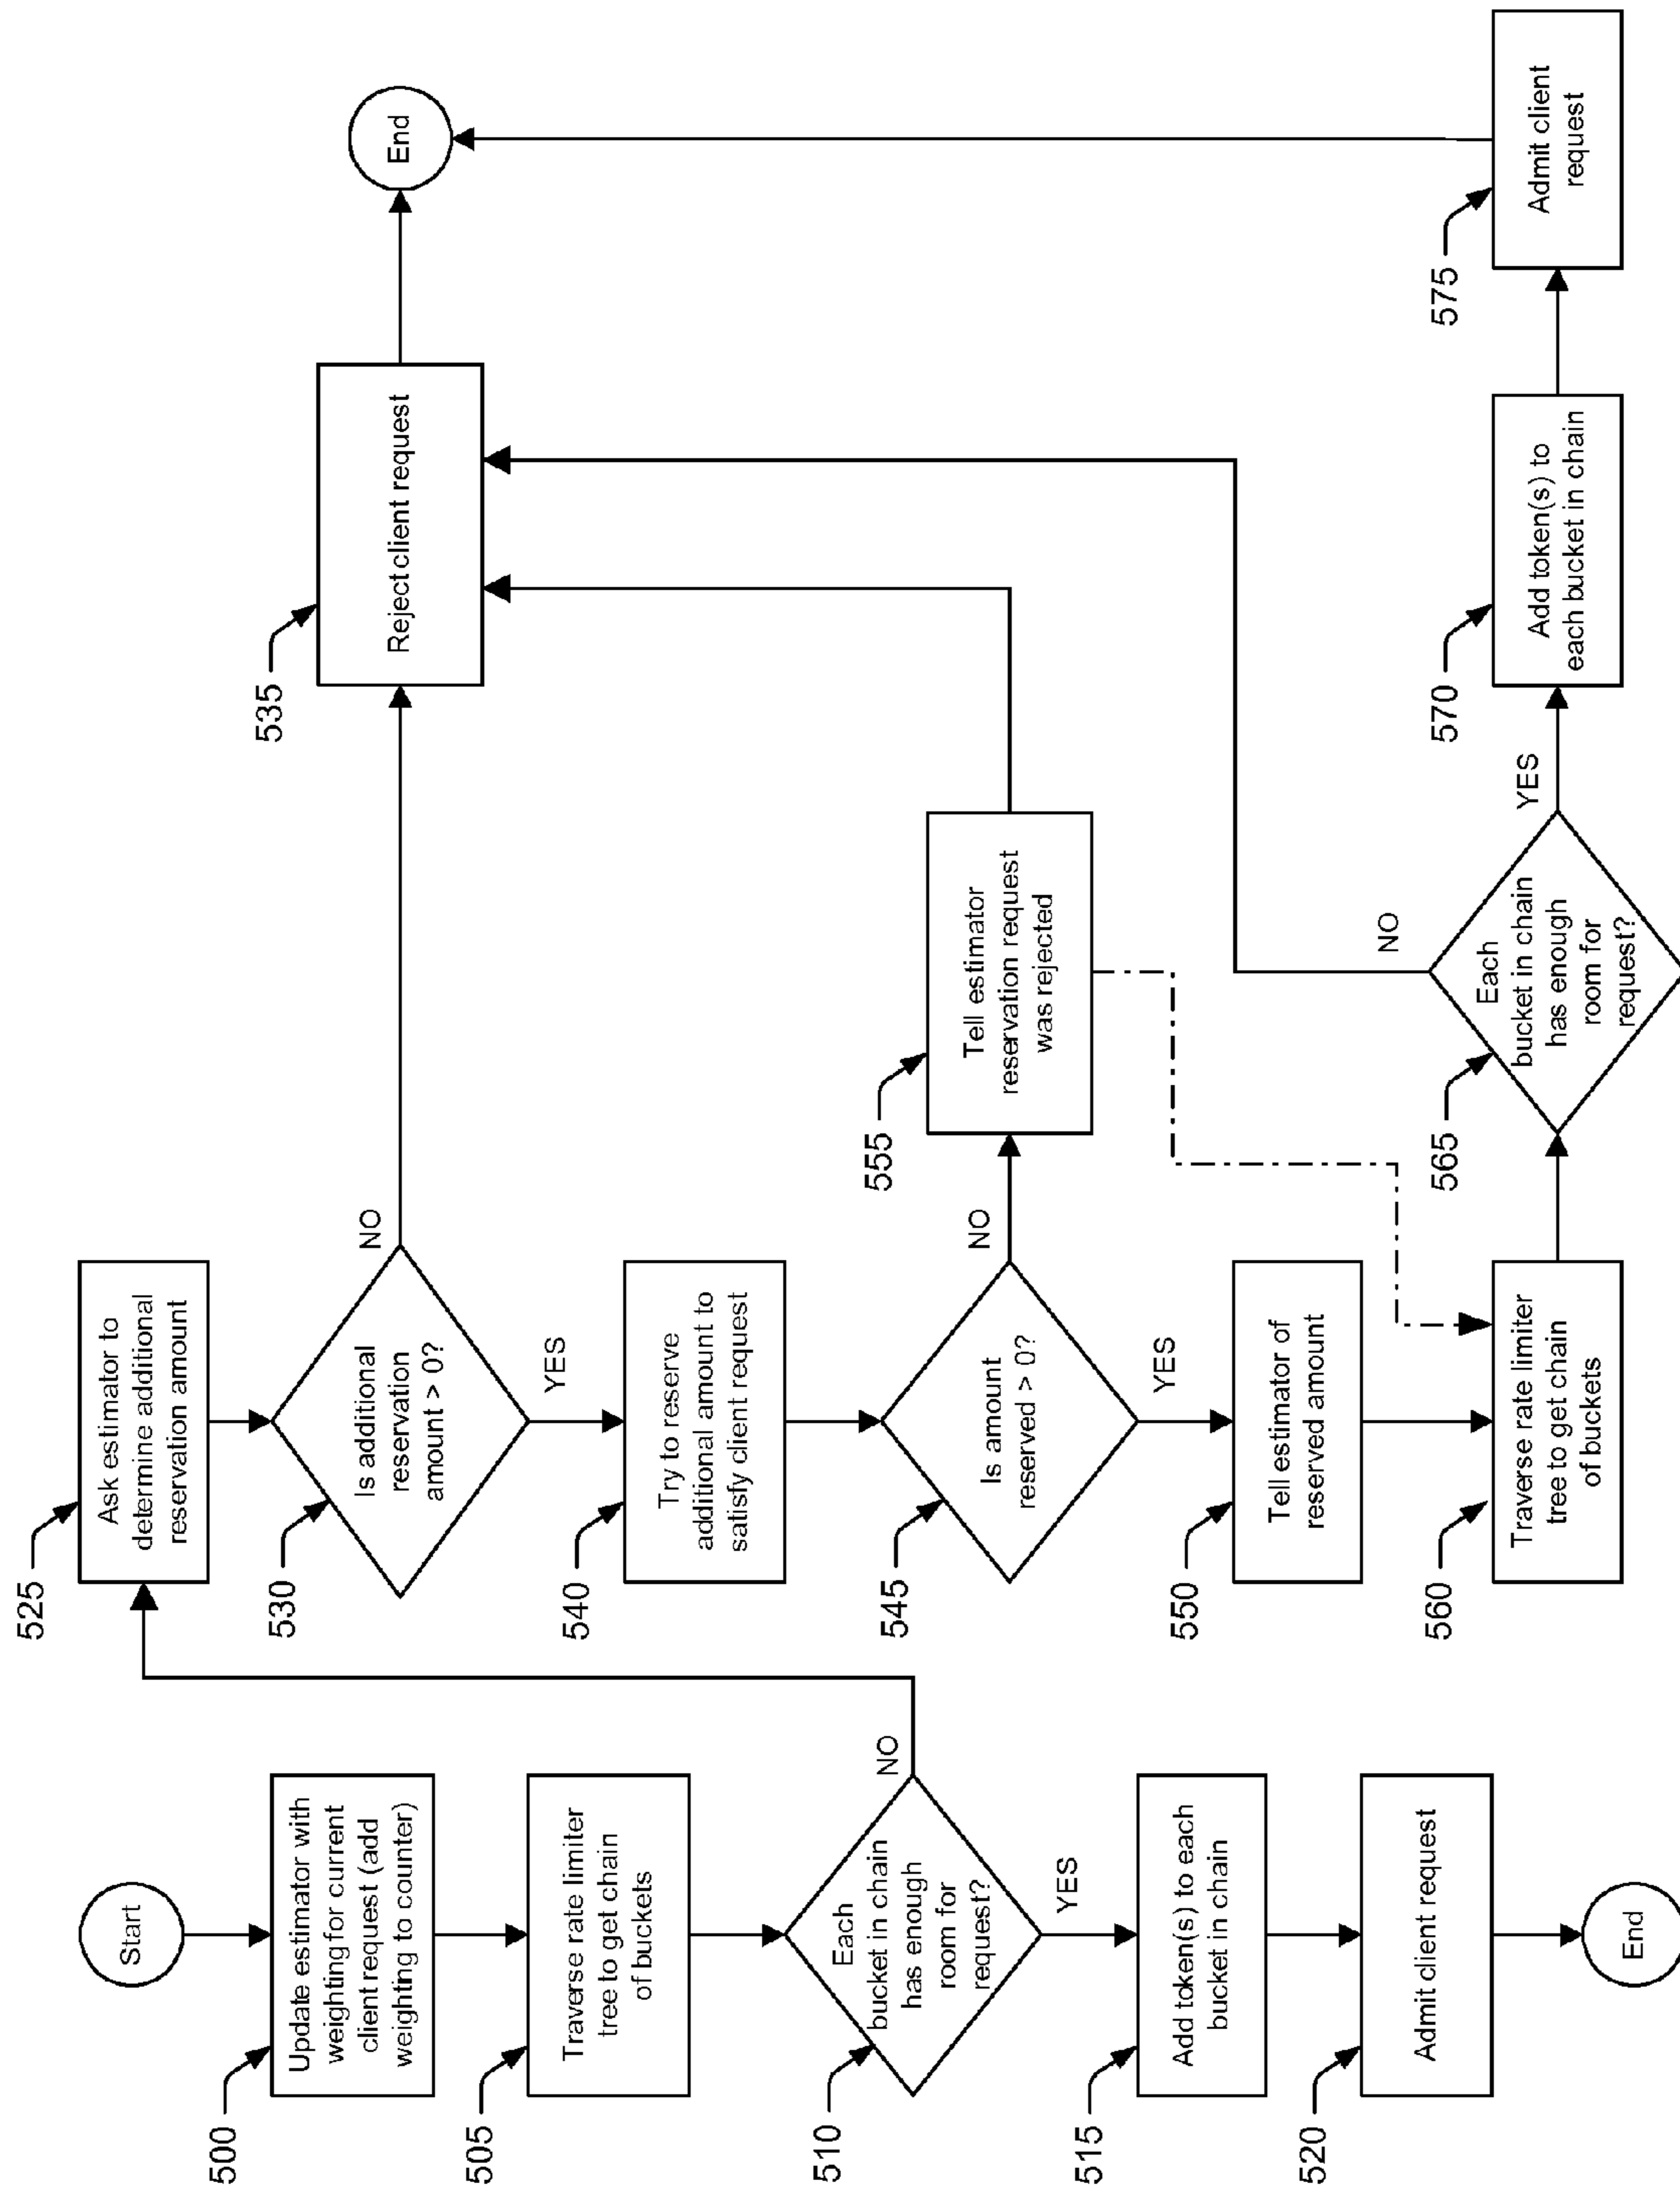 Start
500
Update estimator with
weighting for current
client request (add
weighting to counter)
505
Traverse rate limiter
tree to get chain
of buckets
510
Each
bucket in chain
has enough
room for
request?
NO
YES
515
Add token(s) to each
bucket in chain
520
Admit client request
End
525
Ask estimator to
determine additional
reservation amount
530
Is additional
reservation
amount > 0?
NO
YES
535
Reject client request
End
540
Try to reserve
additional amount to
satisfy client request
545
Is amount
reserved > 0?
NO
YES
550
Tell estimator of
reserved amount
555
Tell estimator
reservation request
was rejected
560
Traverse rate limiter
tree to get chain
of buckets
565
Each
bucket in chain
has enough
room for
request?
NO
YES
570
Add token(s) to
each bucket in chain
575
Admit client
request